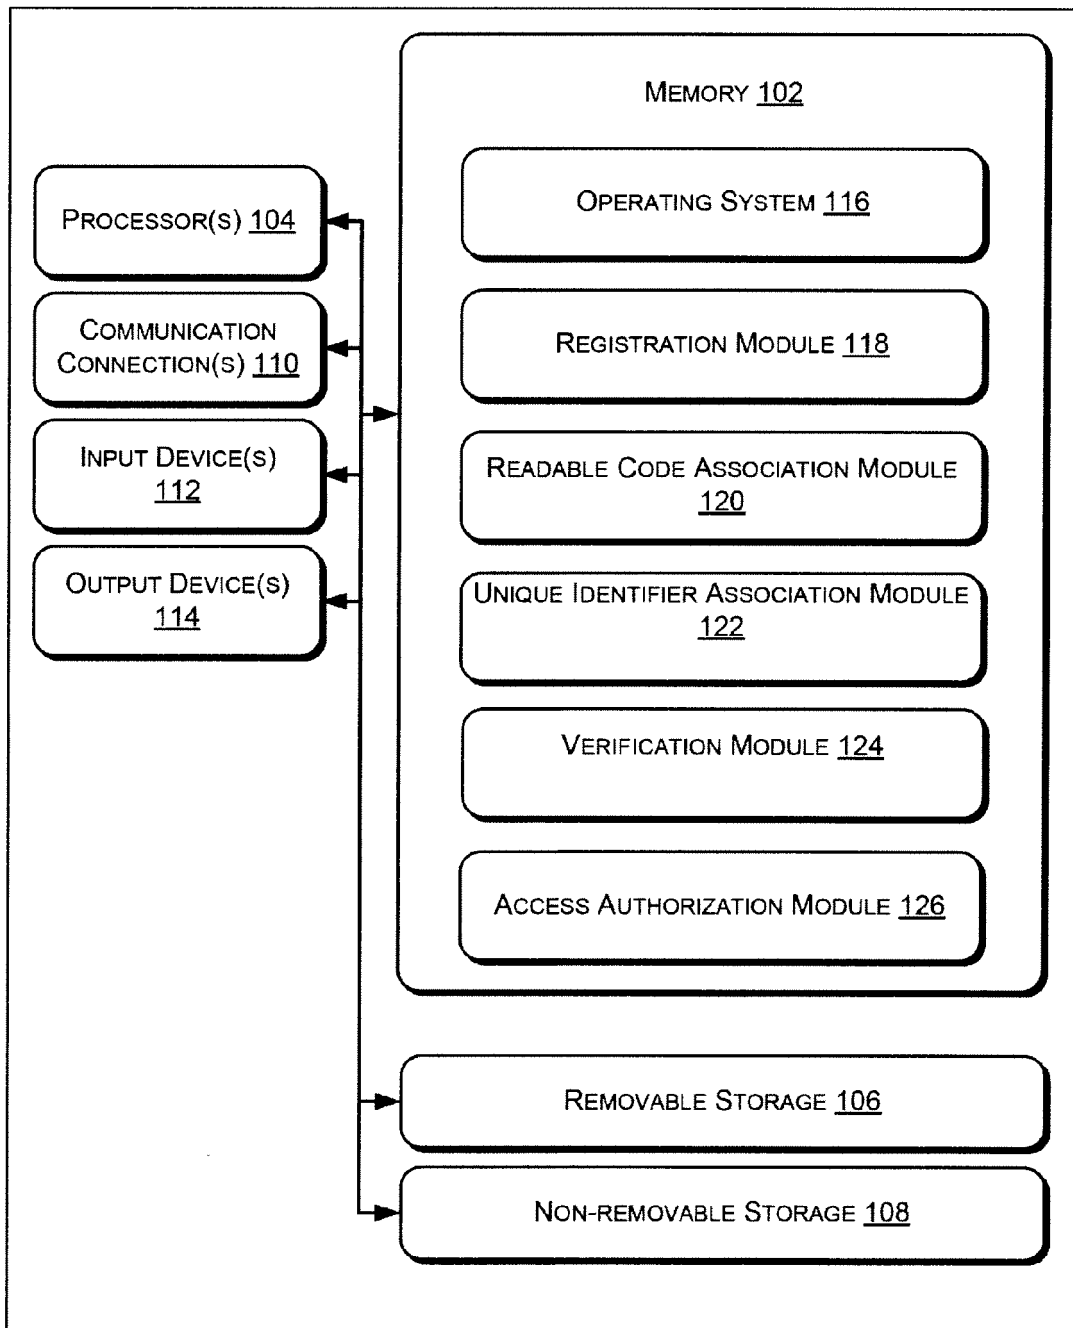 MEMORY 102
OPERATING SYSTEM 116
REGISTRATION MODULE 118
READABLE CODE ASSOCIATION MODULE
120
UNIQUE IDENTIFIER ASSOCIATION MODULE
122
VERIFICATION MODULE 124
ACCESS AUTHORIZATION MODULE 126
PROCESSOR(S) 104
COMMUNICATION
CONNECTION(S) 110
INPUT DEVICE(S)
112
OUTPUT DEVICE(S)
114
REMOVABLE STORAGE 106
NON-REMOVABLE STORAGE 108